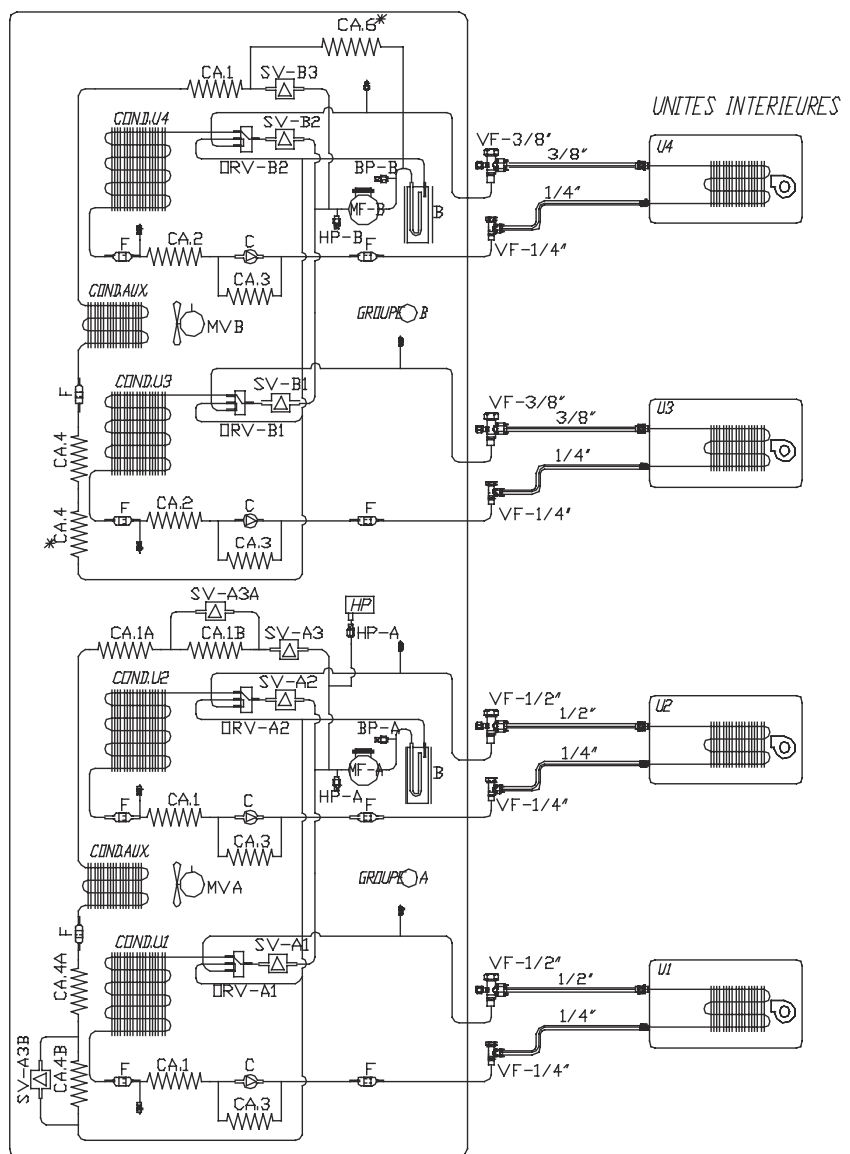 CA.6*
CA.1
SV-B3
UNITES INTERIEURES
COND.U4
SV-B2
VF-3/8"
3/8"
U4
DRV-B2
BP-B
1/4"
MF-B
B
HP-B
F
CA.2
C
F
VF-1/4"
CA.3
COND.AUX.
MVB
GROUPE B
COND.U3
SV-B1
VF-3/8"
3/8"
U3
F
DRV-B1
1/4"
CA.4
F
CA.2
C
F
VF-1/4"
* CA.4
CA.3
SV-A3A
HP
CA.1A
CA.1B
SV-A3
HP-A
COND.U2
SV-A2
VF-1/2"
1/2"
U2
DRV-A2
BP-A
1/4"
MF-A
B
HP-A
F
CA.1
C
F
VF-1/4"
CA.3
COND.AUX.
MVA
GROUPE A
F
COND.U1
SV-A1
VF-1/2"
1/2"
U1
CA.4A
DRV-A1
1/4"
SV-A3B
CA.4B
F
CA.1
C
F
VF-1/4"
CA.3